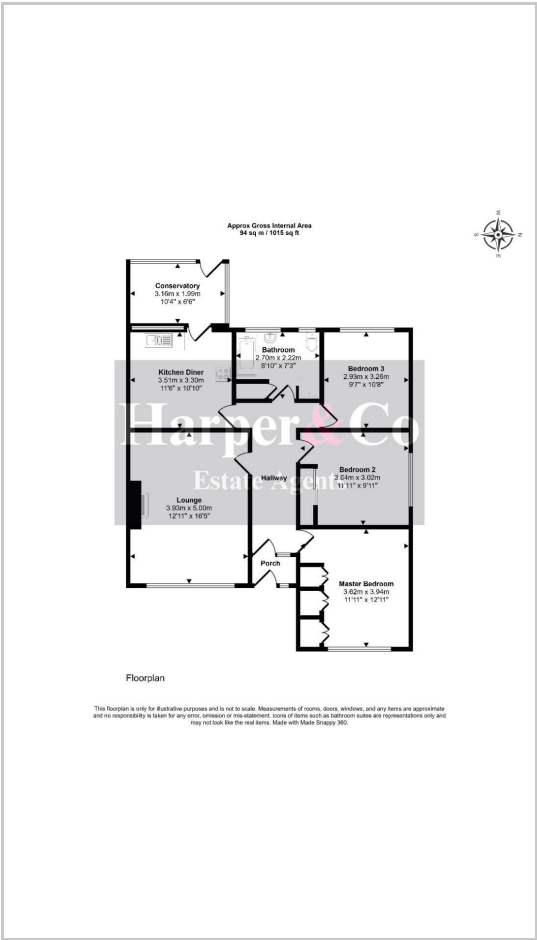 Approx Gross Internal Area
94 sq m / 1015 sq ft
W
S
N
E
Conservatory
3.16m x 1.99m
10'4" x 6'6"
Bathroom
2.70m x 2.22m
8'10" x 7'3"
Kitchen Diner
3.51m x 3.30m
11'6" x 10'10"
Bedroom 3
2.93m x 3.26m
9'7" x 10'8"
Harper & Co
Estate Agents
Hallway
Bedroom 2
3.64m x 3.02m
11'11" x 9'11"
Lounge
3.93m x 5.00m
12'11" x 16'5"
Porch
Master Bedroom
3.62m x 3.94m
11'11" x 12'11"
Floorplan
This floorplan is only for illustrative purposes and is not to scale. Measurements of rooms, doors, windows, and any items are approximate
and no responsibility is taken for any error, omission or mis-statement. Icons of items such as bathroom suites are representations only and
may not look like the real items. Made with Made Snappy 360.